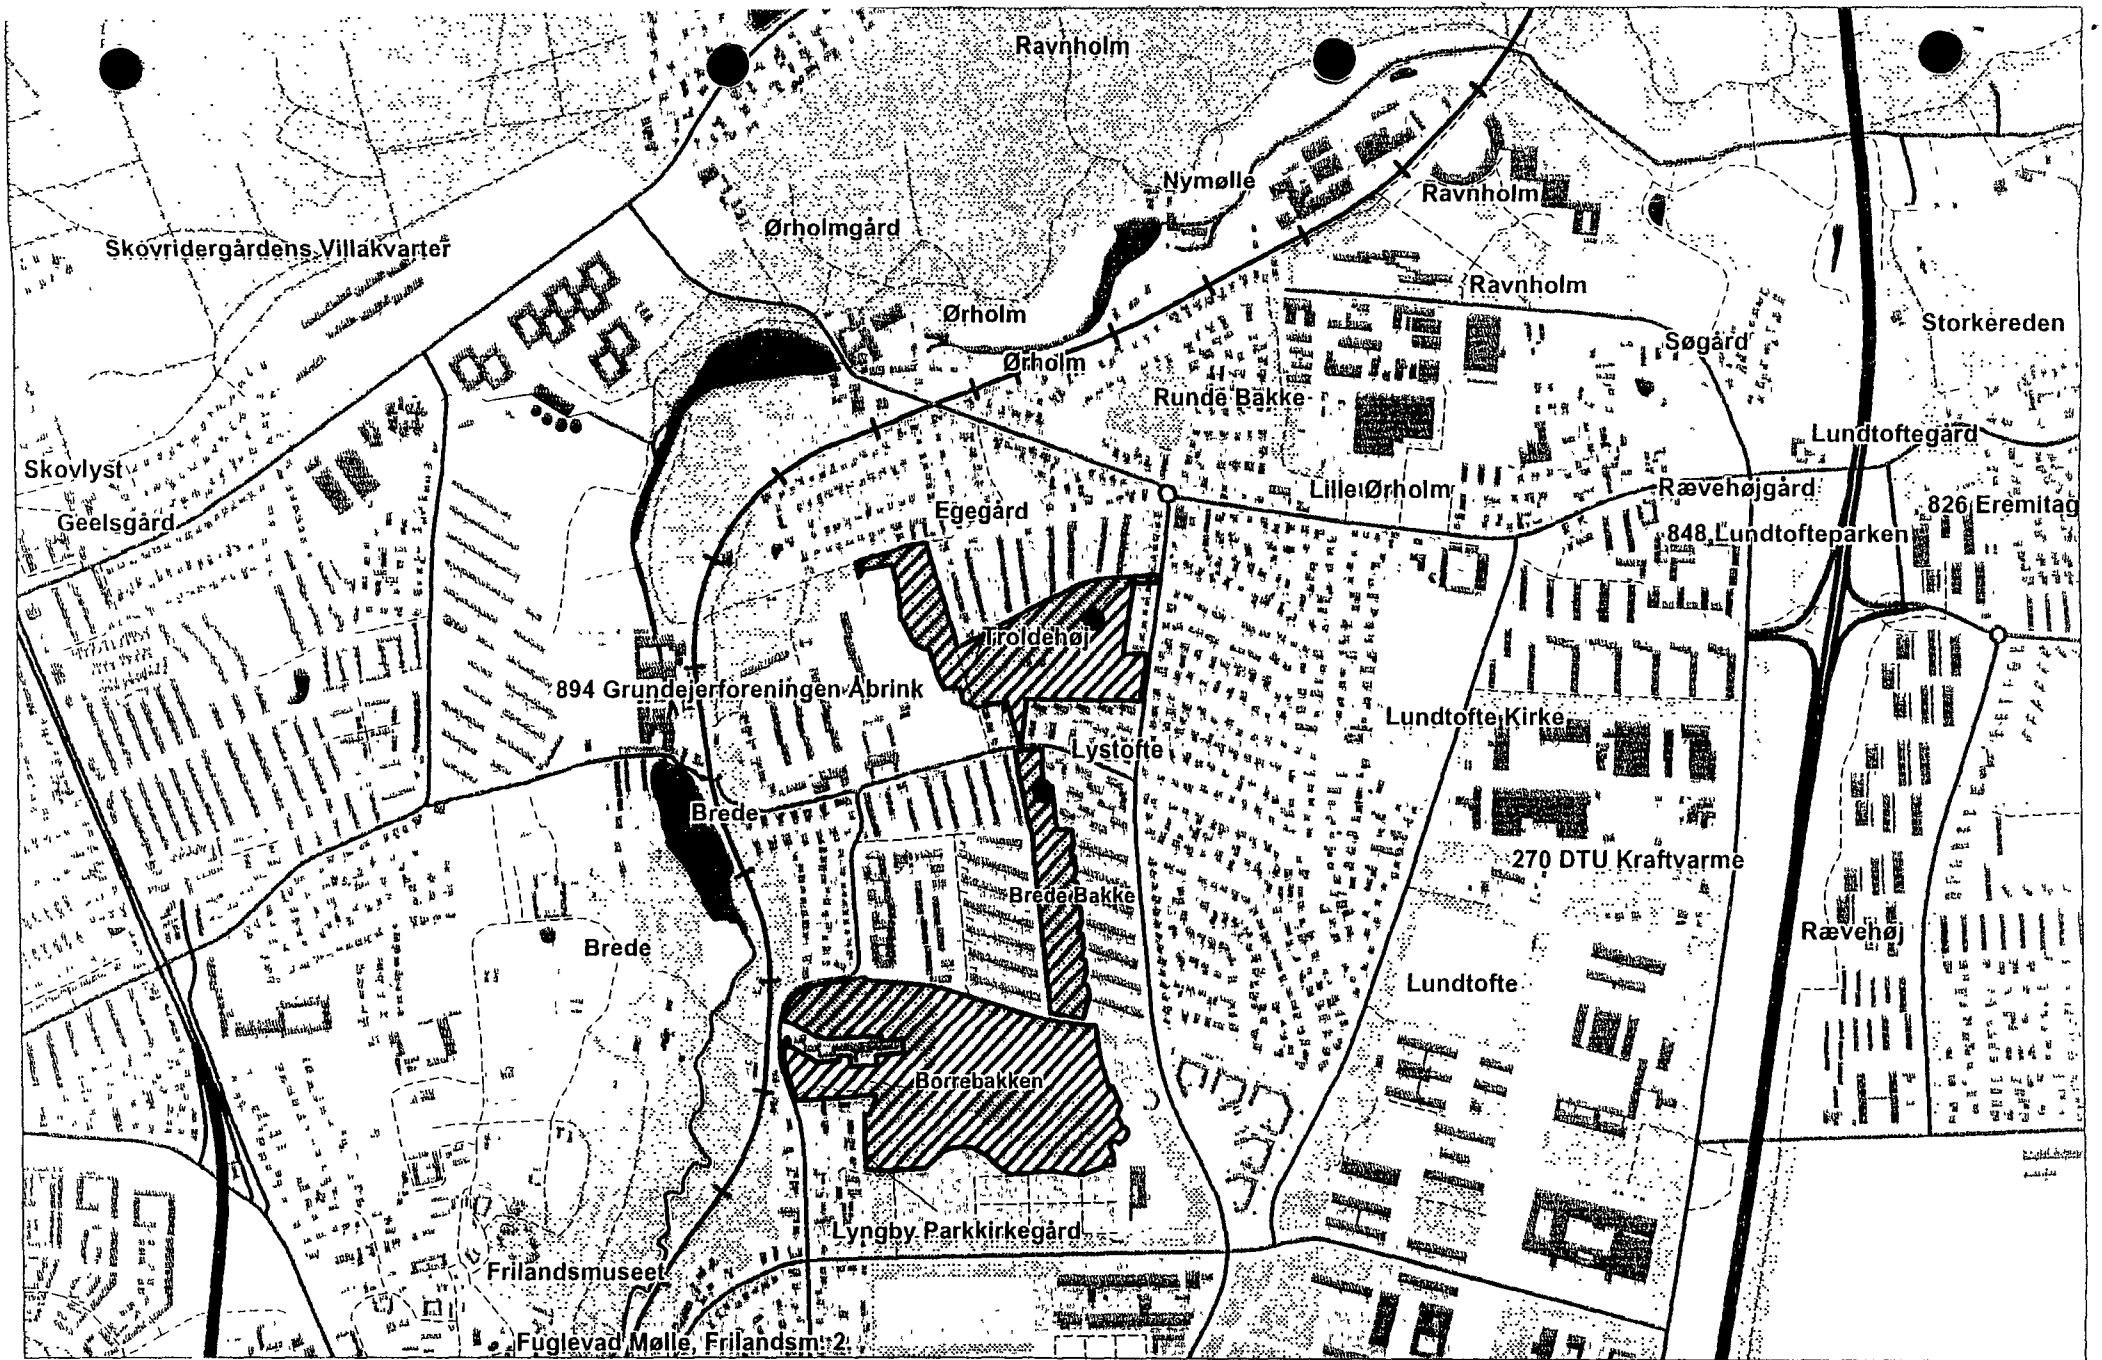 Ravnholm
Nymølle
Ravnholm
Ørholmgård
Skovridergårdens Villakvarter
Ravnholm
Ørholm
Storkereden
Søgård
Ørholm
Runde Bakke
Lundtoftegård
Skovlyst
Lille Ørholm
Rævehøjgård
826 Eremitag
Egegård
Geelsgård
848 Lundtofteparken
Troldehøj
894 Grundejerforeningen Åbrink
Lundtofte Kirke
Lystofte
Brede
270 DTU Kraftvarme
Brede Bakke
Rævehøj
Brede
Lundtofte
Borrebakken
Lyngby Parkkirkegård
Frilandsmuseet
Fuglevad Mølle, Frilandsm. 2.